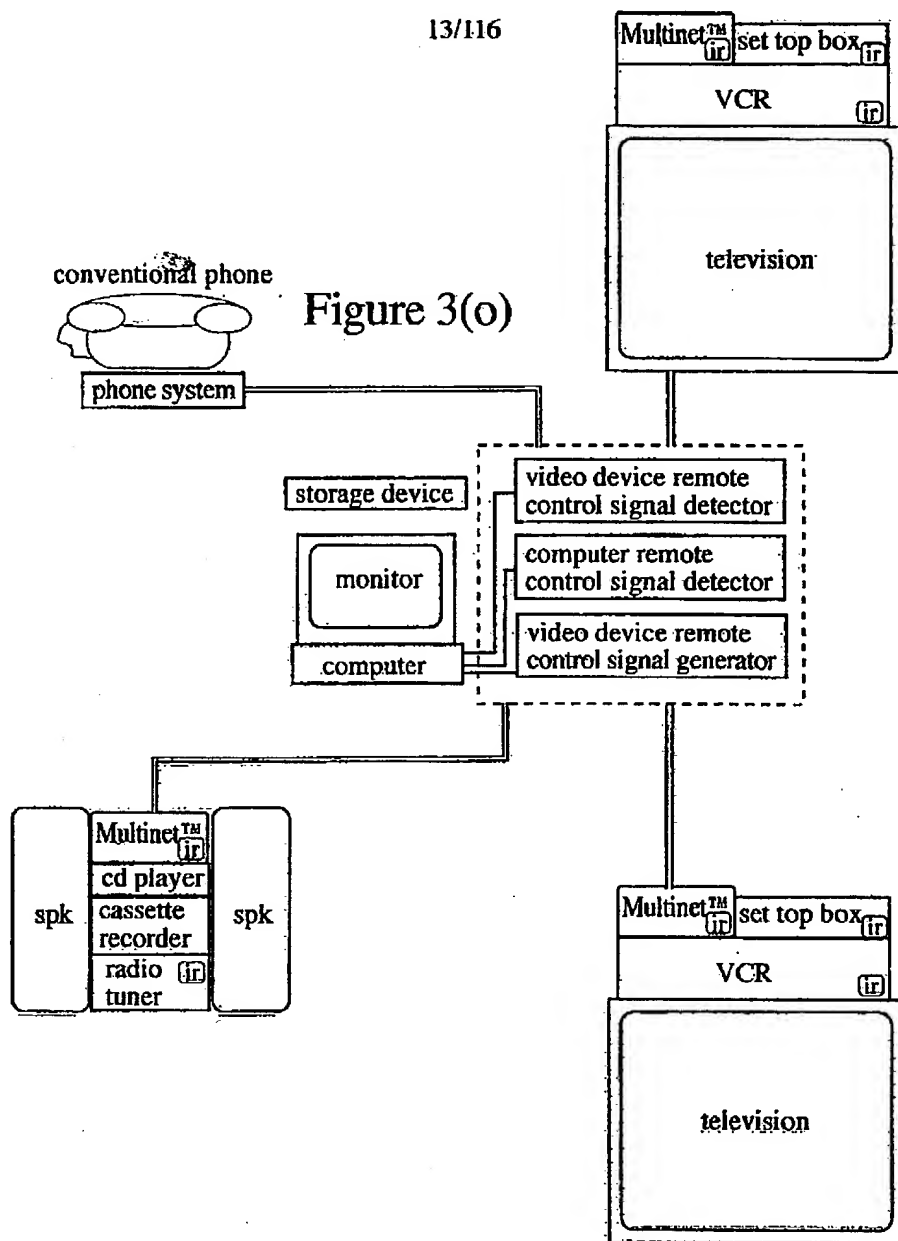 13/116
Multinet™
ir
set top box
ir
VCR
ir
television
conventional phone
Figure 3(o)
phone system
storage device
video device remote
control signal detector
monitor
computer remote
control signal detector
computer
video device remote
control signal generator
Multinet™
ir
cd player
spk
cassette
recorder
spk
radio
tuner
ir
Multinet™
ir
set top box
ir
VCR
ir
television